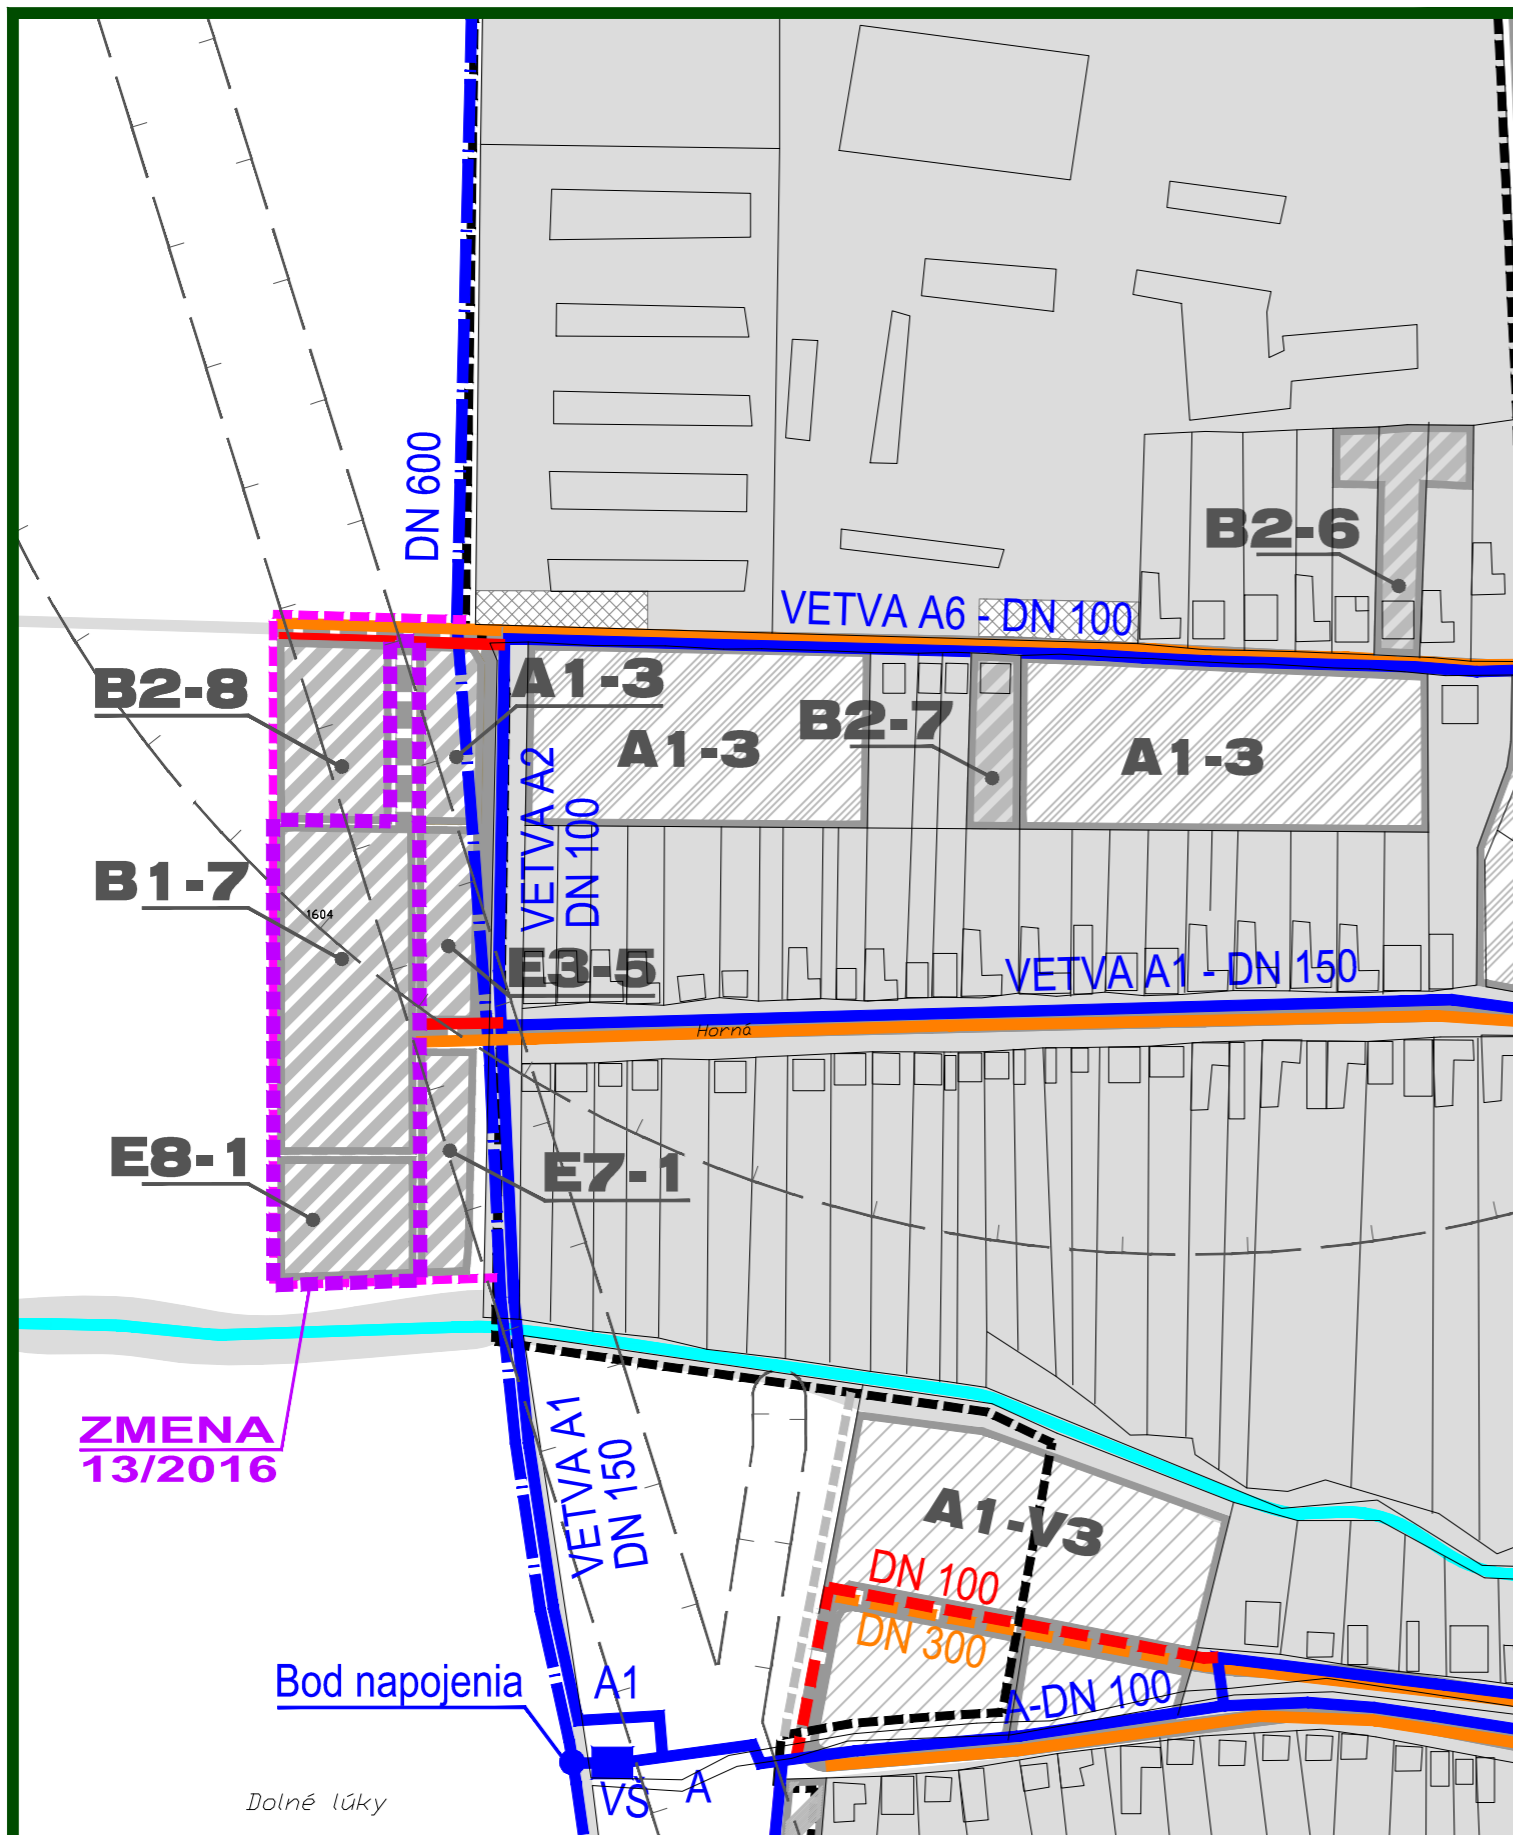 DN 600
B2-6
VETVA A6 - DN 100
B2-8
A1-3
A1-3
B2-7
A1-3
VETVA A2
DN 100
B1-7
1604
E3-5
VETVA A1 - DN 150
Horná
E8-1
E7-1
ZMENA
13/2016
VETVA A1
DN 150
A1-V3
DN 100
DN 300
Bod napojenia
A1
A-DN 100
VŠ
A
Dolné lúky